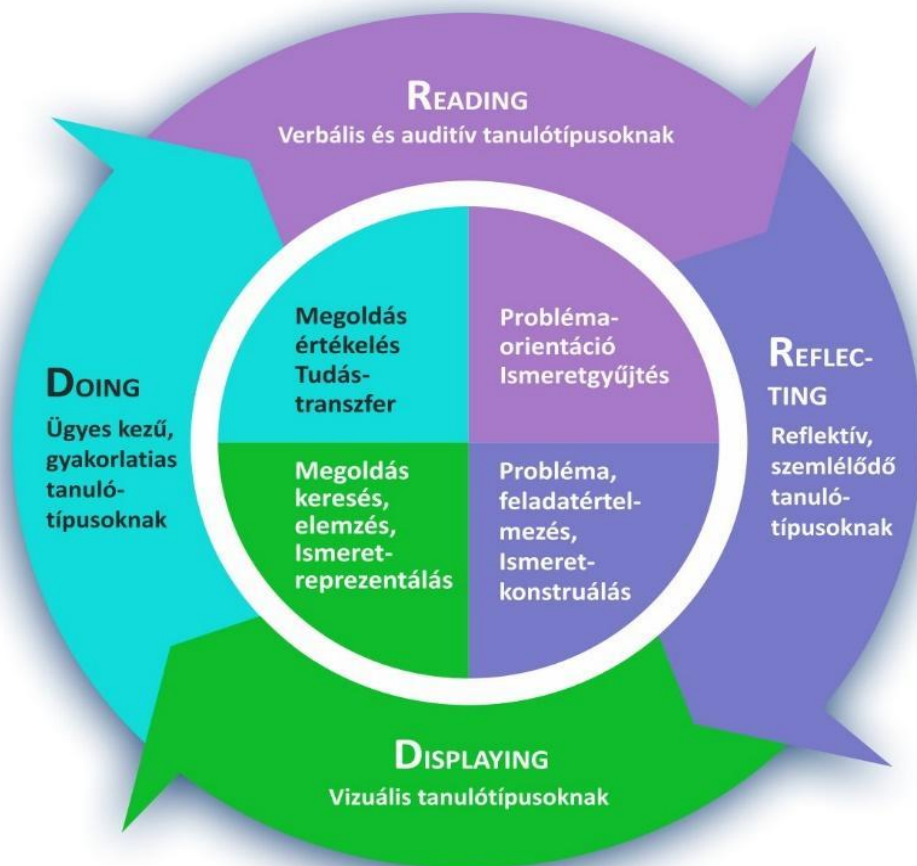 READING
Verbális és auditív tanulótípusoknak
REFLEC-
TING
Reflektív,
szemlélődő
tanuló-
típusoknak
DISPLAYING
Vizuális tanulótípusoknak
DOING
Ügyes kezű,
gyakorlatias
tanuló-
típusoknak
Megoldás
értékelés
Tudás-
transzfer
Probléma-
orientáció
Ismeretgyűjtés
Megoldás
keresés,
elemzés,
Ismeret-
reprezentálás
Probléma,
feladatértel-
mezés,
Ismeret-
konstruálás